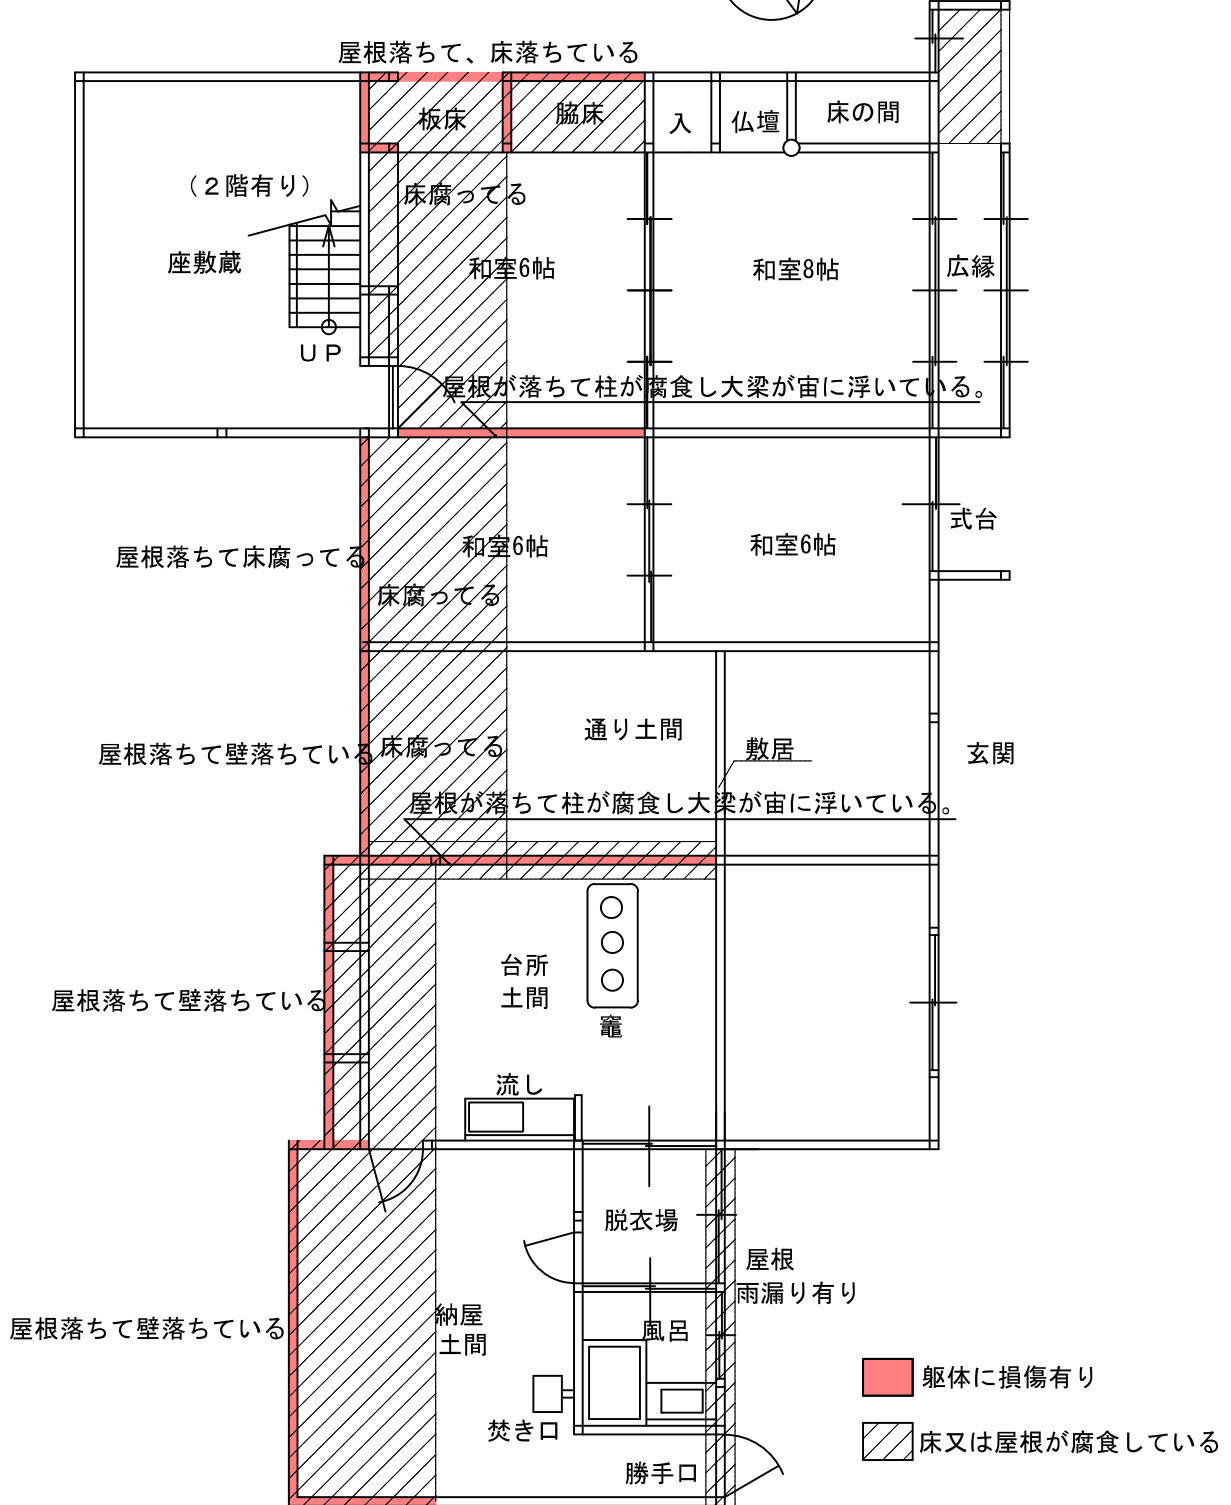 屋根落ちて、床落ちている
板床
脇床
入
仏壇
床の間
（２階有り）
床腐ってる
座敷蔵
和室6帖
和室8帖
広縁
ＵＰ
屋根が落ちて柱が腐食し大梁が宙に浮いている。
式台
屋根落ちて床腐ってる
和室6帖
和室6帖
床腐ってる
通り土間
屋根落ちて壁落ちている
床腐ってる
敷居
玄関
屋根が落ちて柱が腐食し大梁が宙に浮いている。
台所
土間
屋根落ちて壁落ちている
竈
流し
脱衣場
屋根
雨漏り有り
納屋
土間
屋根落ちて壁落ちている
風呂
焚き口
勝手口
躯体に損傷有り
床又は屋根が腐食している